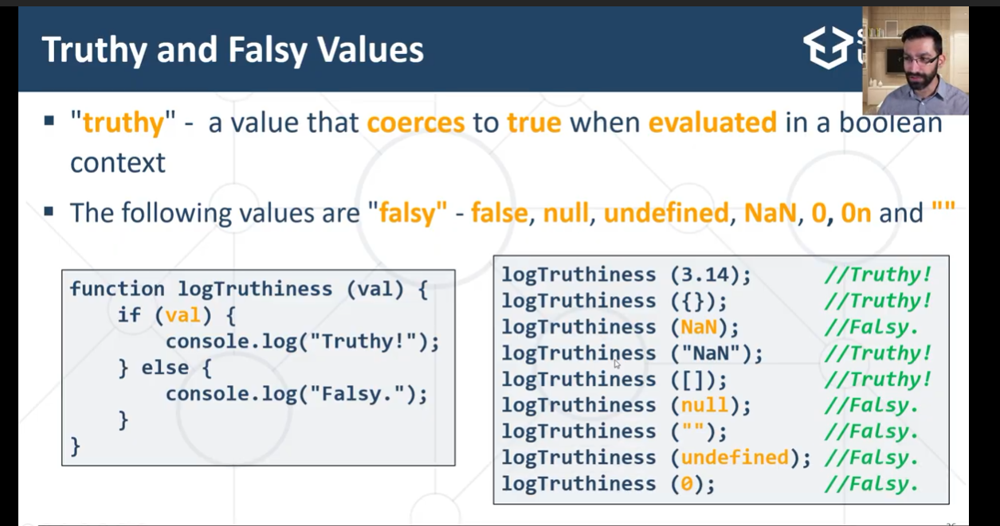 Truthy and Falsy Values
▪ "truthy" - a value that coerces to true when evaluated in a boolean
context
▪ The following values are "falsy" - false, null, undefined, NaN, 0, 0n and ""
function logTruthiness (val) {
    if (val) {
        console.log("Truthy!");
    } else {
        console.log("Falsy.");
    }
}
logTruthiness (3.14);       //Truthy!
logTruthiness ({});         //Truthy!
logTruthiness (NaN);        //Falsy.
logTruthiness ("NaN");      //Truthy!
logTruthiness ([]);         //Truthy!
logTruthiness (null);       //Falsy.
logTruthiness ("");         //Falsy.
logTruthiness (undefined);  //Falsy.
logTruthiness (0);          //Falsy.